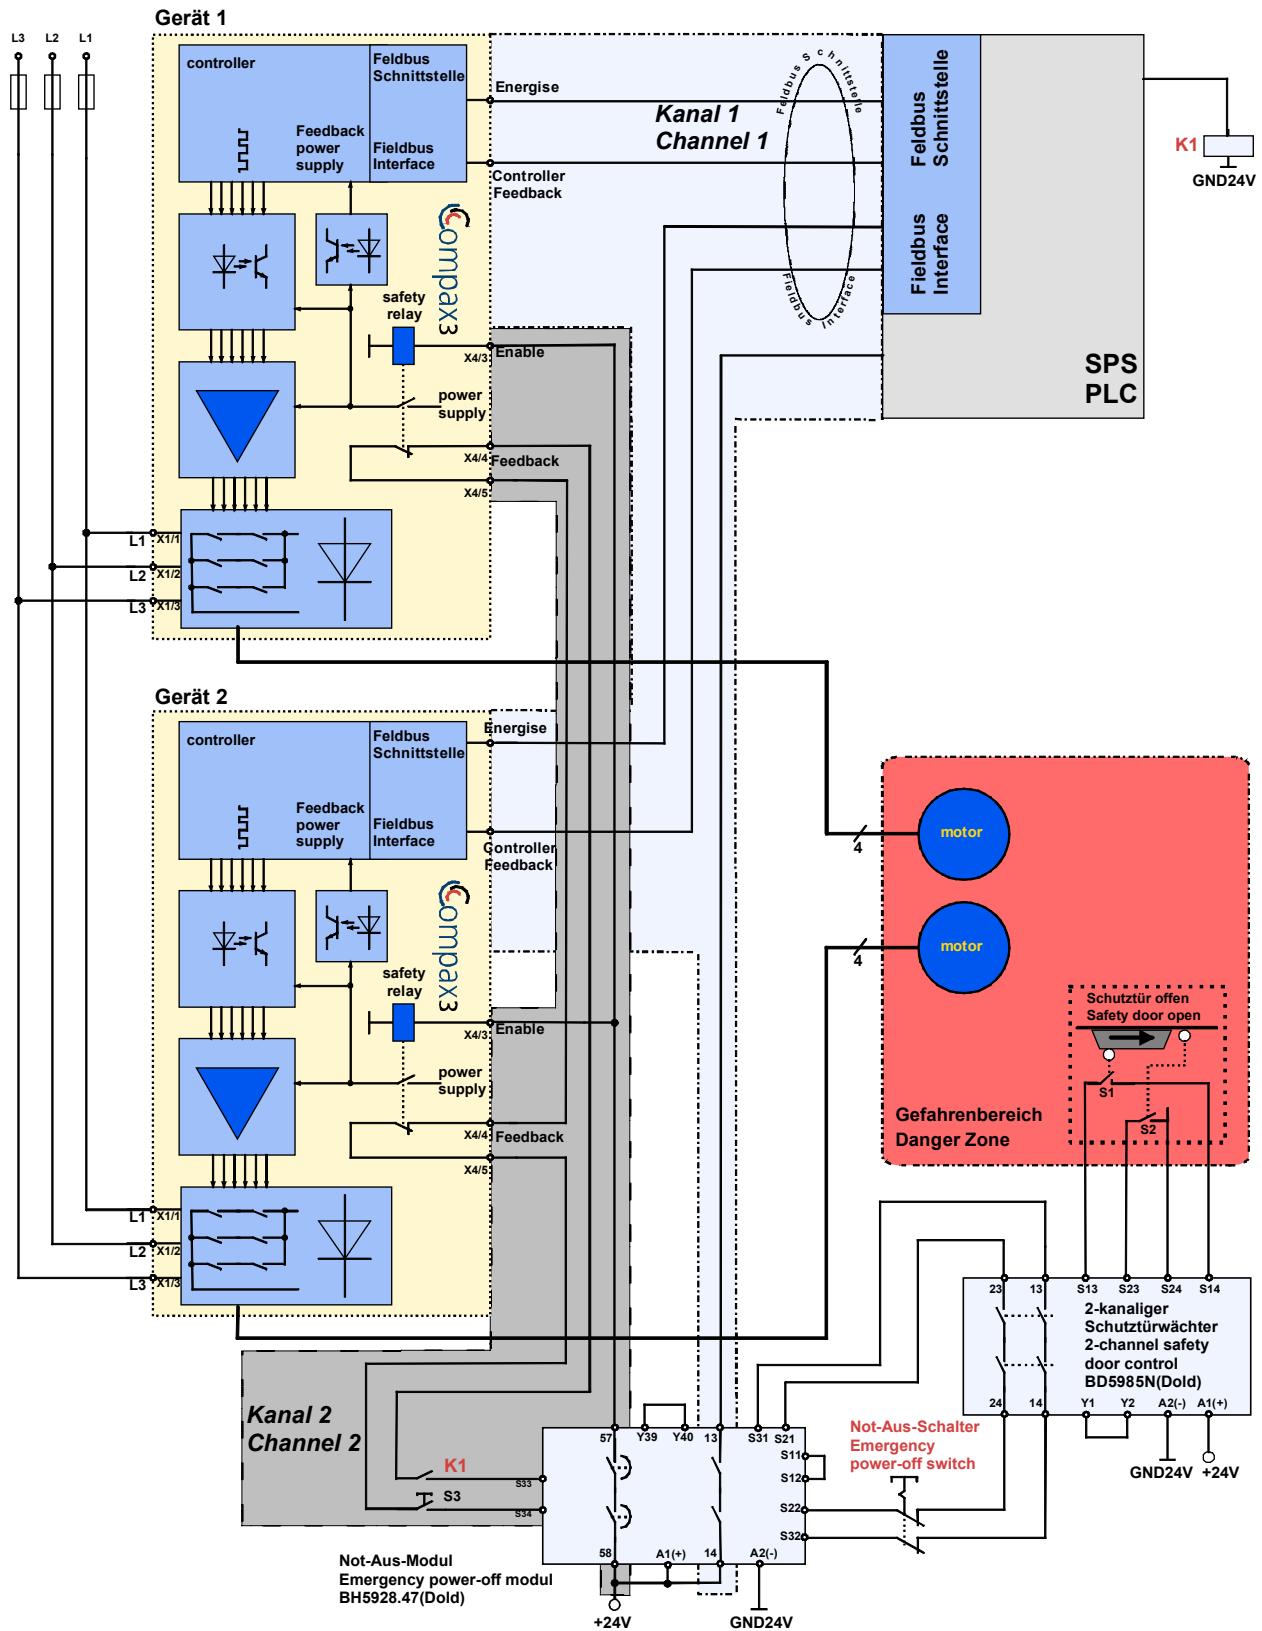 Gerät 1
L3
L2
L1
controller
Feldbus
Schnittstelle
Feedback
power
supply
Fieldbus
Interface
Energise
Controller
Feedback
Kanal 1
Channel 1
Feldbus Schnittstelle
Fieldbus Interface
Feldbus
Schnittstelle
Fieldbus
Interface
SPS
PLC
K1
GND24V
Compax3
safety
relay
X4/3
Enable
power
supply
X4/4
Feedback
X4/5
L1
X1/1
L2
X1/2
L3
X1/3
Gerät 2
controller
Feldbus
Schnittstelle
Feedback
power
supply
Fieldbus
Interface
Energise
Controller
Feedback
Compax3
safety
relay
X4/3
Enable
power
supply
X4/4
Feedback
X4/5
L1
X1/1
L2
X1/2
L3
X1/3
motor
4
motor
4
Schutztür offen
Safety door open
S1
S2
Gefahrenbereich
Danger Zone
23
13
S13
S23
S24
S14
2-kanaliger
Schutztürwächter
2-channel safety
door control
BD5985N(Dold)
24
14
Y1
Y2
A2(-)
A1(+)
GND24V
+24V
Kanal 2
Channel 2
K1
S3
S33
S34
57
Y39
Y40
13
S31
S21
S11
S12
S22
S32
58
A1(+)
14
A2(-)
Not-Aus-Schalter
Emergency
power-off switch
Not-Aus-Modul
Emergency power-off modul
BH5928.47(Dold)
+24V
GND24V